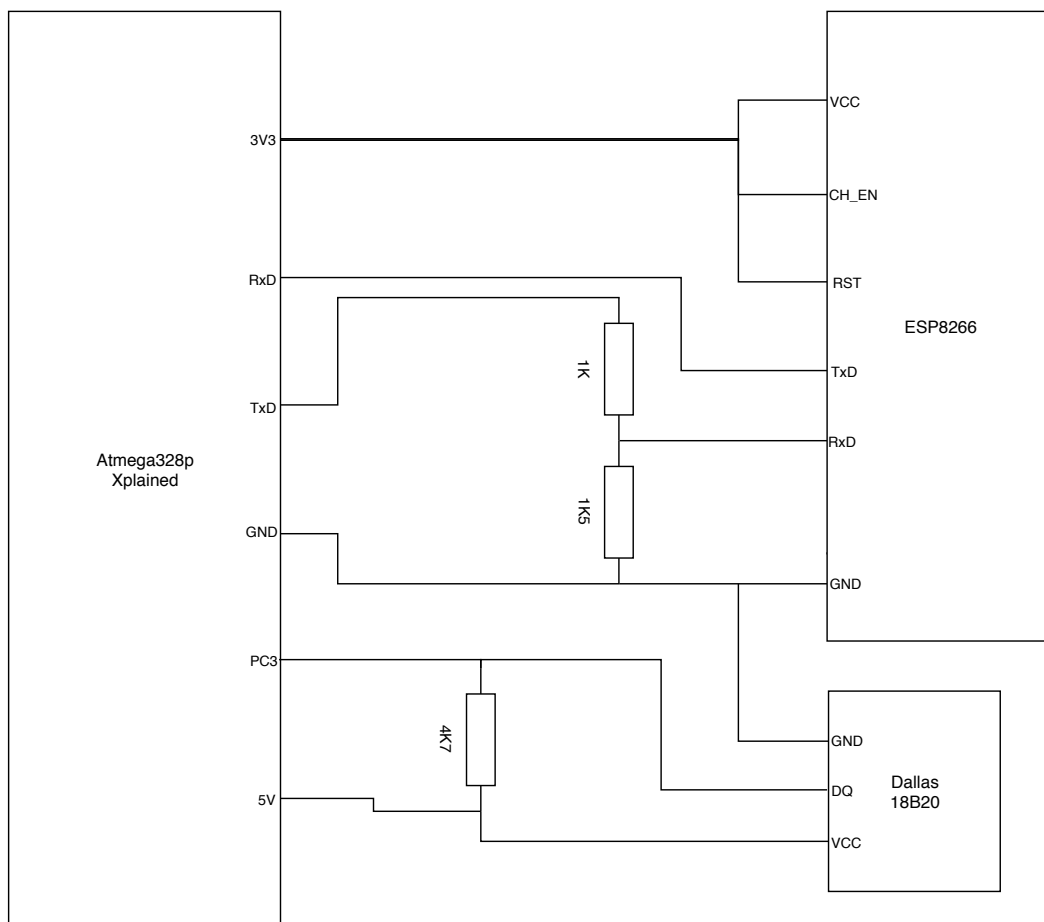 VCC
3V3
CH_EN
RxD
RST
ESP8266
1K
TxD
TxD
RxD
Atmega328p
Xplained
1K5
GND
GND
PC3
4K7
GND
Dallas
18B20
DQ
5V
VCC